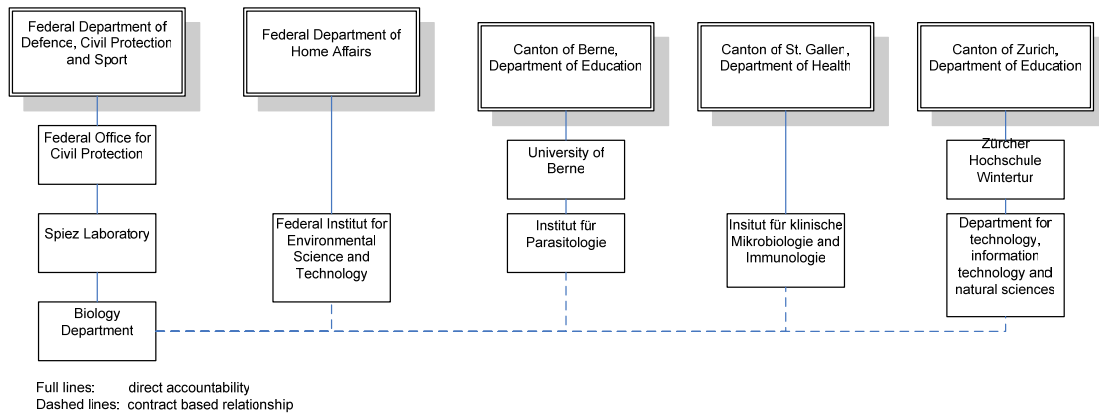 Federal Department of
Defence, Civil Protection
and Sport
Federal Department of
Home Affairs
Canton of Berne,
Department of Education
Canton of St. Gallen,
Department of Health
Canton of Zurich,
Department of Education
Federal Office for
Civil Protection
University of
Berne
Zürcher
Hochschule
Wintertur
Spiez Laboratory
Federal Institut for
Environmental
Science and
Technology
Institut für
Parasitologie
Insitut für klinische
Mikrobiologie and
Immunologie
Department for
technology,
information
technology and
natural sciences
Biology
Department
Full lines: direct accountability
Dashed lines: contract based relationship